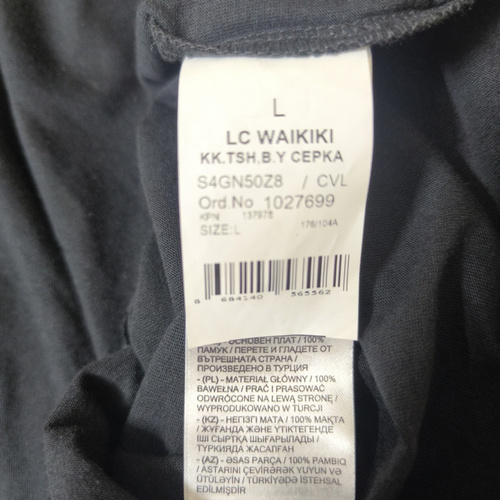 L
LC WAIKIKI
KK.TSH,B.Y CEPKA
S4GN50Z8 / CVL
Ord.No 1027699
KPN: 137978
SIZE:L 176/104A
8 684140 565562
ОСНОВЕН ПЛАТ / 100%
ПАМУК / ПЕРЕТЕ И ГЛАДЕТЕ ОТ
ВЪТРЕШНАТА СТРАНА /
ПРОИЗВЕДЕНО В ТУРЦИЯ
- (PL) - MATERIAŁ GŁÓWNY / 100%
BAWEŁNA / PRAĆ I PRASOWAĆ
ODWRÓCONĄ NA LEWĄ STRONĘ /
WYPRODUKOWANO W TURCJI
- (KZ) - НЕГІЗГІ МАТА / 100% МАҚТА
/ ЖУҒАНДА ЖӘНЕ ҮТІКТЕГЕНДЕ
ІШІ СЫРТҚА ШЫҒАРЫЛАДЫ /
ТҮРКИЯДА ЖАСАЛҒАН
- (AZ) - ƏSAS PARÇA / 100% PAMBIQ
/ ASTARINI ÇEVİRƏRƏK YUYUN VƏ
ÜTÜLƏYİN / TÜRKİYƏDƏ İSTEHSAL
EDİLMİŞDİR